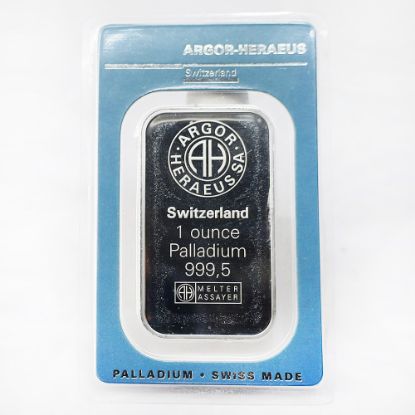 ARGOR-HERAEUS
Switzerland
ARGOR
AH
HERAEUS SA
Switzerland
1 ounce
Palladium
999,5
AH MELTER
ASSAYER
PALLADIUM • SWISS MADE